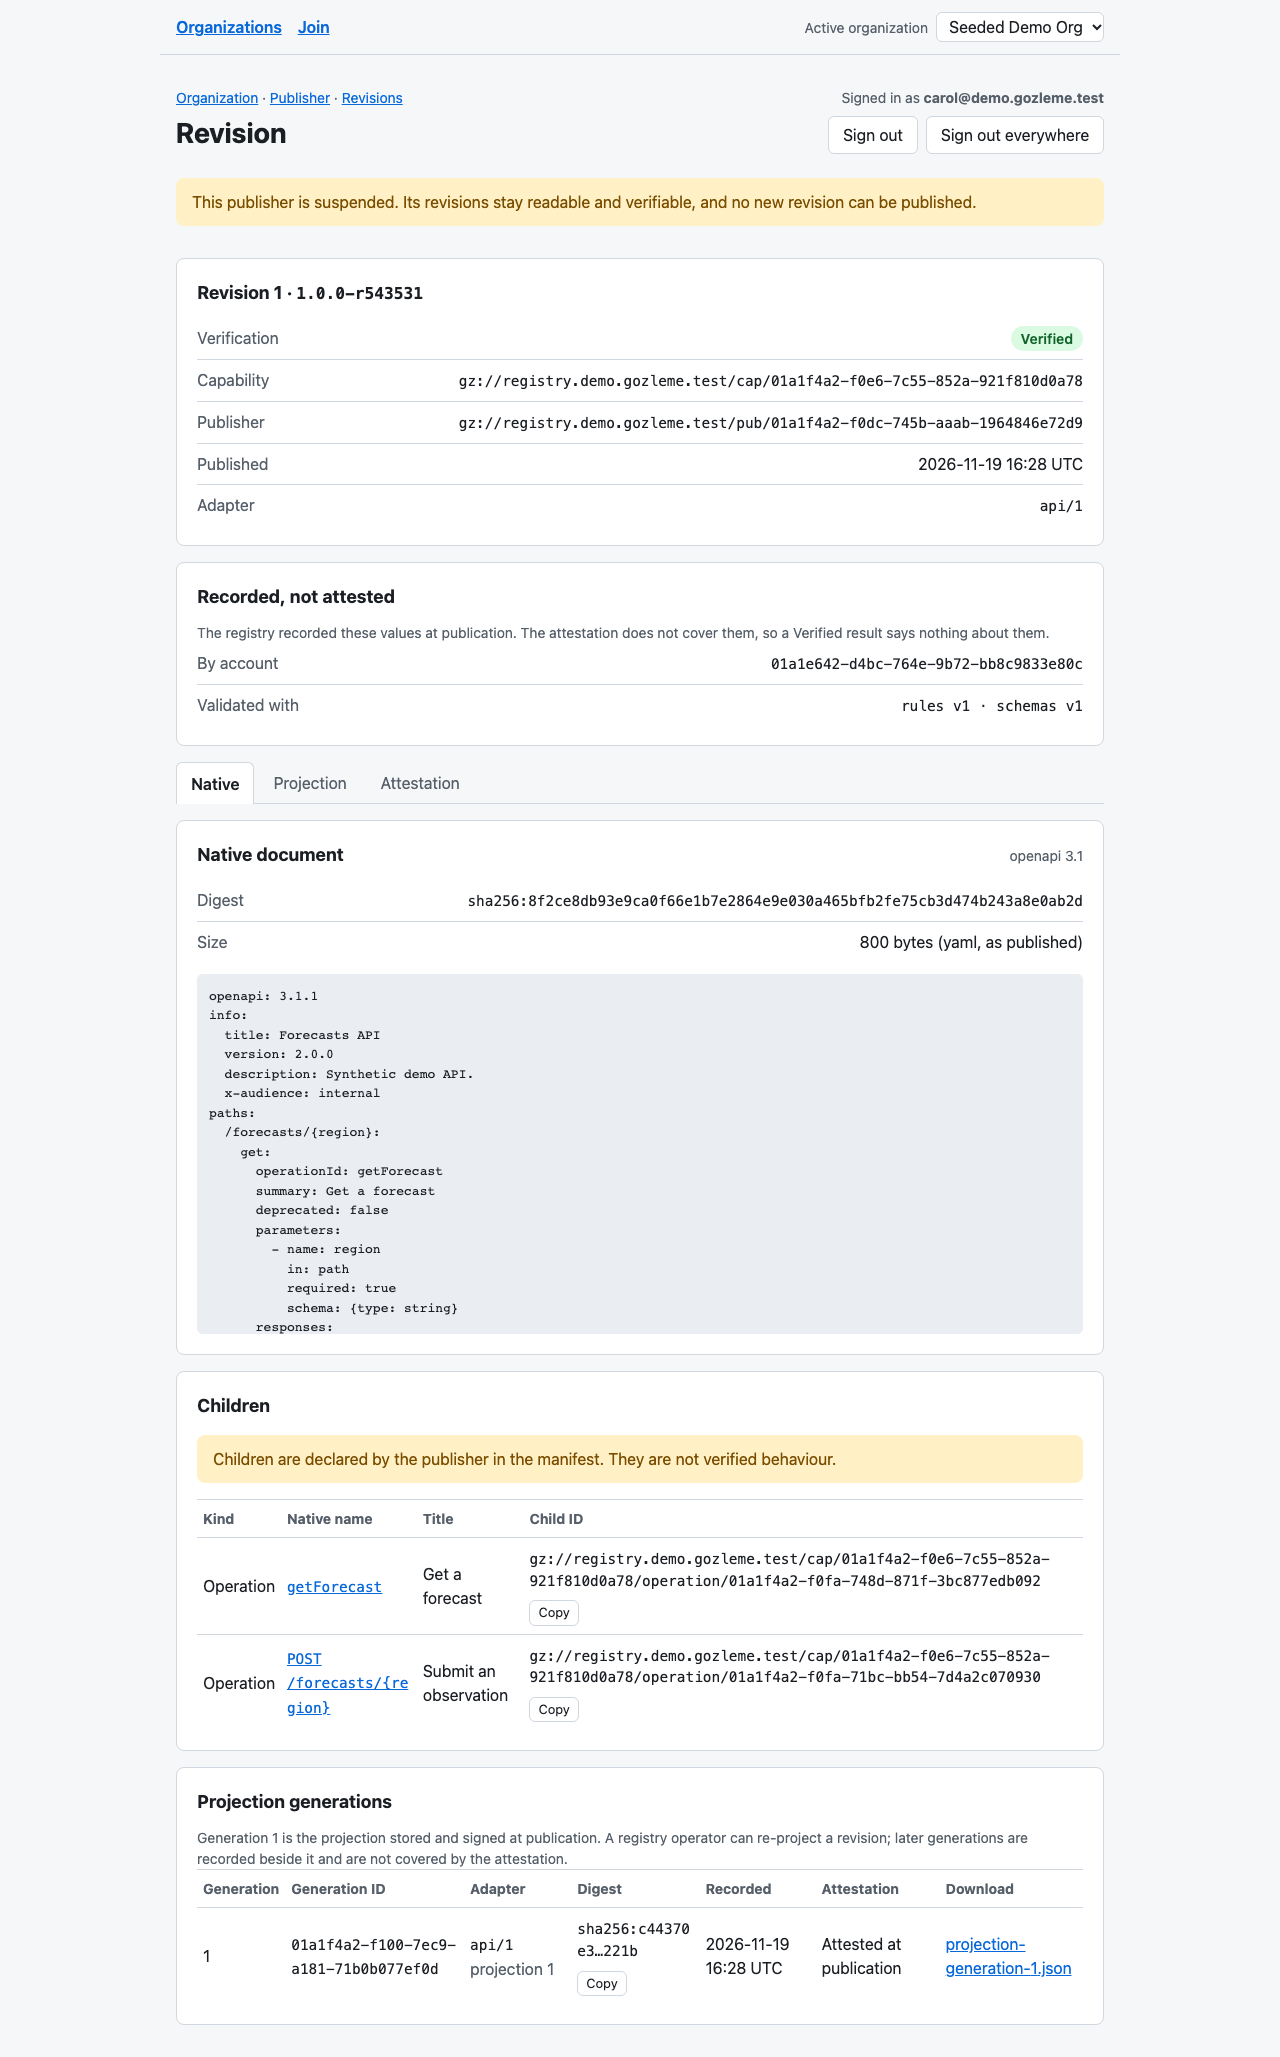 Organizations Join Active organization Seeded Demo Org
Organization · Publisher · Revisions Signed in as carol@demo.gozleme.test
Revision Sign out Sign out everywhere
This publisher is suspended. Its revisions stay readable and verifiable, and no new revision can be published.
Revision 1 · 1.0.0-r543531
Verification Verified
Capability gz://registry.demo.gozleme.test/cap/01a1f4a2-f0e6-7c55-852a-921f810d0a78
Publisher gz://registry.demo.gozleme.test/pub/01a1f4a2-f0dc-745b-aaab-1964846e72d9
Published 2026-11-19 16:28 UTC
Adapter api/1
Recorded, not attested
The registry recorded these values at publication. The attestation does not cover them, so a Verified result says nothing about them.
By account 01a1e642-d4bc-764e-9b72-bb8c9833e80c
Validated with rules v1 · schemas v1
Native Projection Attestation
Native document openapi 3.1
Digest sha256:8f2ce8db93e9ca0f66e1b7e2864e9e030a465bfb2fe75cb3d474b243a8e0ab2d
Size 800 bytes (yaml, as published)
openapi: 3.1.1
info:
title: Forecasts API
version: 2.0.0
description: Synthetic demo API.
x-audience: internal
paths:
/forecasts/{region}:
get:
operationId: getForecast
summary: Get a forecast
deprecated: false
parameters:
- name: region
in: path
required: true
schema: {type: string}
responses:
Children
Children are declared by the publisher in the manifest. They are not verified behaviour.
Kind Native name Title Child ID
Operation getForecast Get a forecast
gz://registry.demo.gozleme.test/cap/01a1f4a2-f0e6-7c55-852a-
921f810d0a78/operation/01a1f4a2-f0fa-748d-871f-3bc877edb092
Copy
Operation
POST
/forecasts/{re
gion}
Submit an
observation
gz://registry.demo.gozleme.test/cap/01a1f4a2-f0e6-7c55-852a-
921f810d0a78/operation/01a1f4a2-f0fa-71bc-bb54-7d4a2c070930
Copy
Projection generations
Generation 1 is the projection stored and signed at publication. A registry operator can re-project a revision; later generations are
recorded beside it and are not covered by the attestation.
Generation Generation ID Adapter Digest Recorded Attestation Download
1
01a1f4a2-f100-7ec9-
a181-71b0b077ef0d
api/1
projection 1
sha256:c44370
e3…221b
Copy
2026-11-19
16:28 UTC
Attested at
publication
projection-
generation-1.json